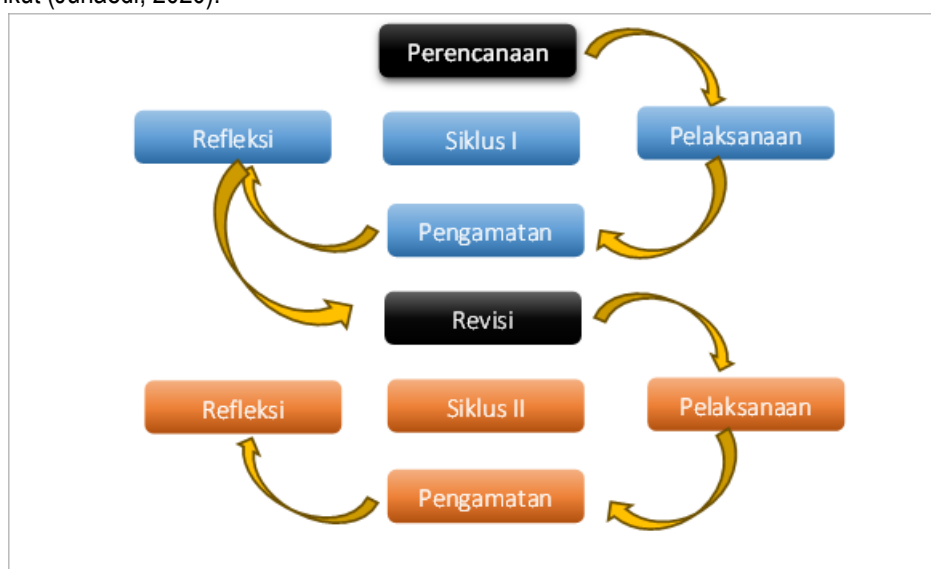 Perencanaan
Refleksi
Siklus I
Pelaksanaan
Pengamatan
Revisi
Refleksi
Siklus II
Pelaksanaan
Pengamatan